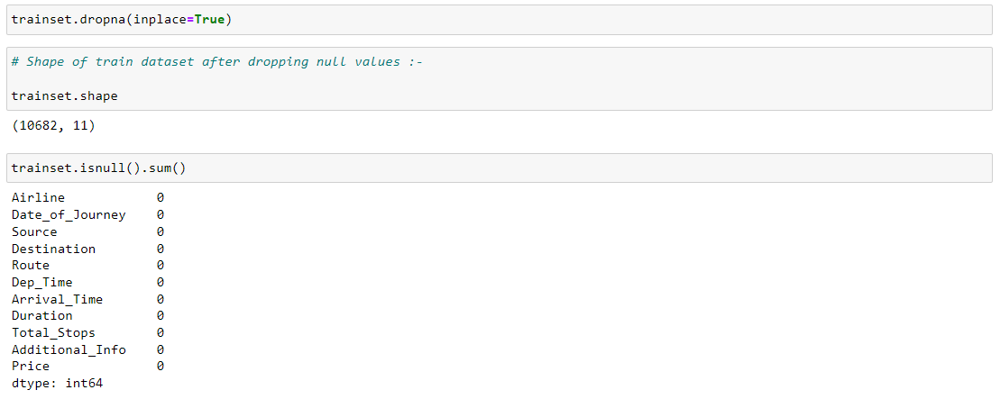 trainset.dropna(inplace=True)
# Shape of train dataset after dropping null values :-
trainset.shape
(10682, 11)
trainset.isnull().sum()
Airline 0
Date_of_Journey 0
Source 0
Destination 0
Route 0
Dep_Time 0
Arrival_Time 0
Duration 0
Total_Stops 0
Additional_Info 0
Price 0
dtype: int64